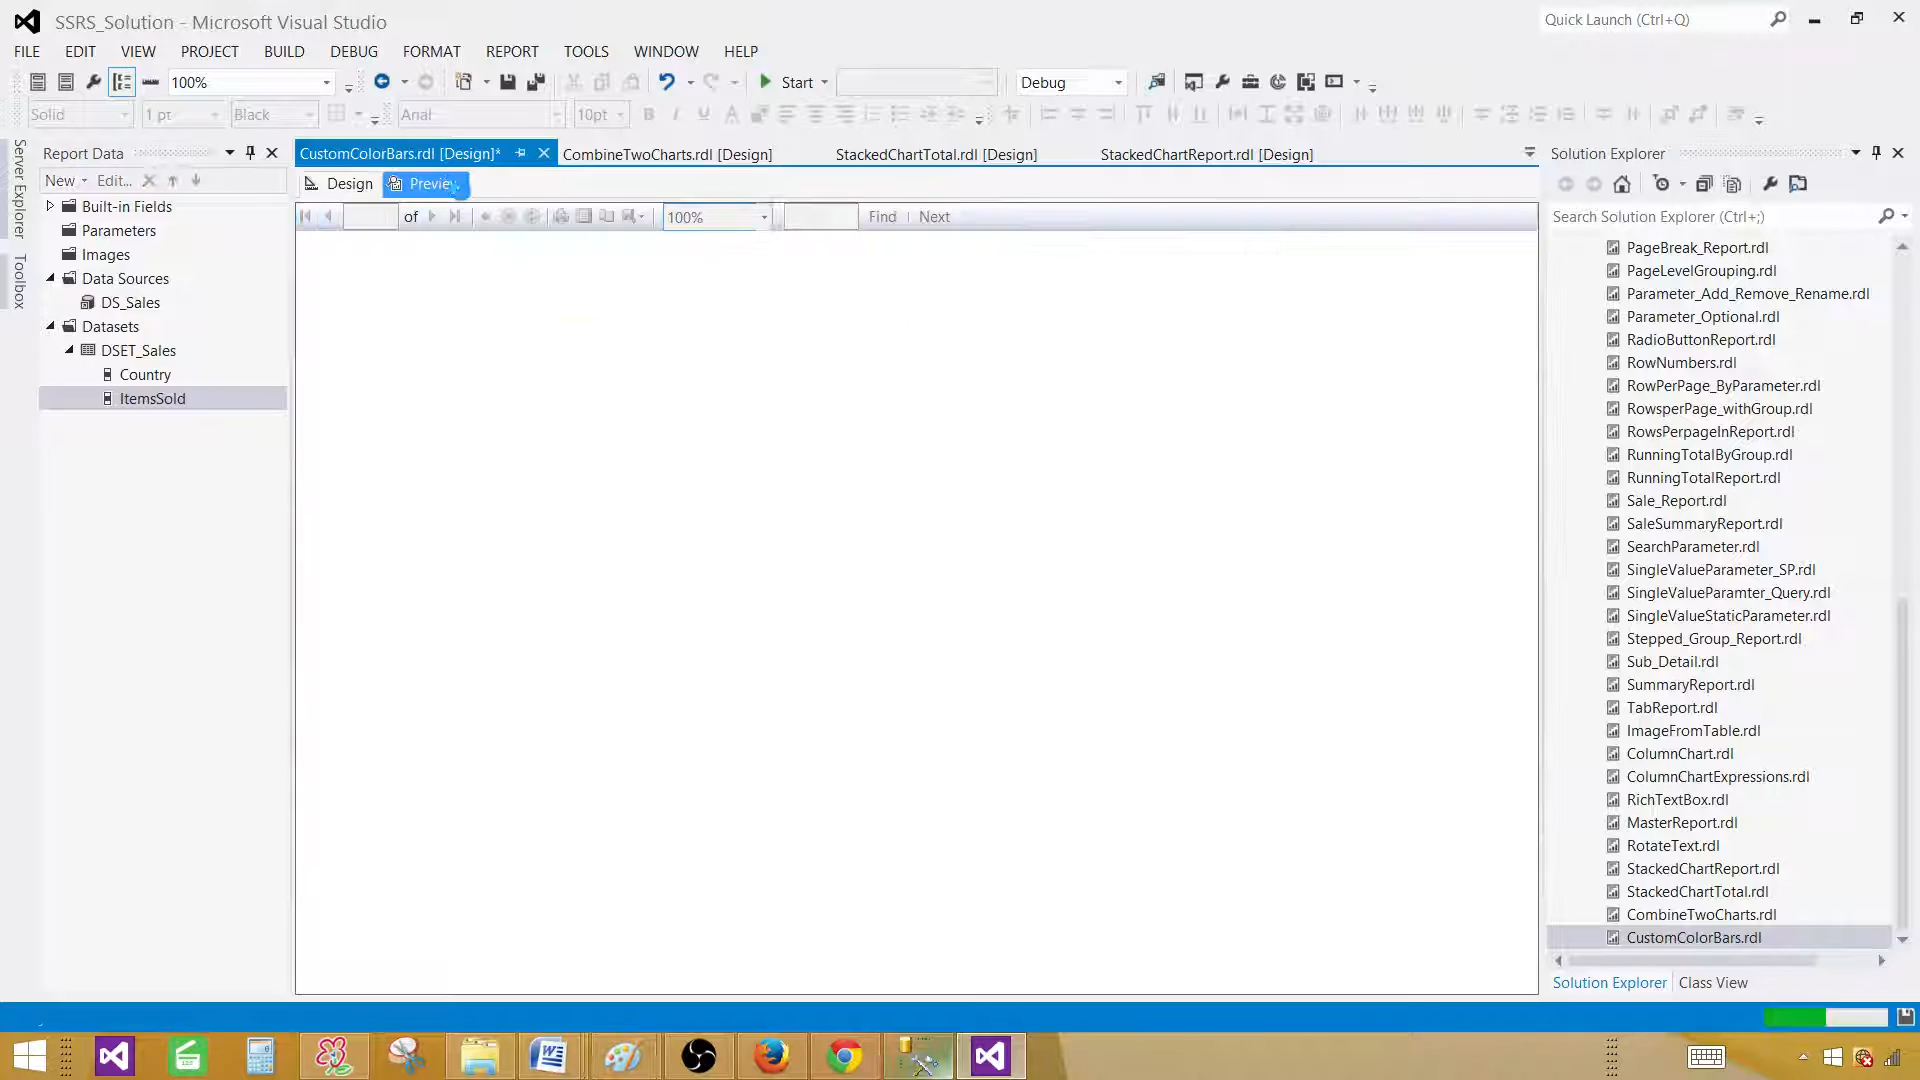 SSRS_Solution - Microsoft Visual Studio
Quick Launch (Ctrl+Q)
FILE EDIT VIEW PROJECT BUILD DEBUG FORMAT REPORT TOOLS WINDOW HELP
100%
Start
Debug
Solid 1 pt Black Arial 10pt B I U A
Server Explorer
Toolbox
Report Data
New Edit...
Built-in Fields
Parameters
Images
Data Sources
DS_Sales
Datasets
DSET_Sales
Country
ItemsSold
CustomColorBars.rdl [Design]* CombineTwoCharts.rdl [Design] StackedChartTotal.rdl [Design] StackedChartReport.rdl [Design]
Design Preview
of 100% Find | Next
Solution Explorer
Search Solution Explorer (Ctrl+;)
PageBreak_Report.rdl
PageLevelGrouping.rdl
Parameter_Add_Remove_Rename.rdl
Parameter_Optional.rdl
RadioButtonReport.rdl
RowNumbers.rdl
RowPerPage_ByParameter.rdl
RowsperPage_withGroup.rdl
RowsPerpageInReport.rdl
RunningTotalByGroup.rdl
RunningTotalReport.rdl
Sale_Report.rdl
SaleSummaryReport.rdl
SearchParameter.rdl
SingleValueParameter_SP.rdl
SingleValueParamter_Query.rdl
SingleValueStaticParameter.rdl
Stepped_Group_Report.rdl
Sub_Detail.rdl
SummaryReport.rdl
TabReport.rdl
ImageFromTable.rdl
ColumnChart.rdl
ColumnChartExpressions.rdl
RichTextBox.rdl
MasterReport.rdl
RotateText.rdl
StackedChartReport.rdl
StackedChartTotal.rdl
CombineTwoCharts.rdl
CustomColorBars.rdl
Solution Explorer Class View